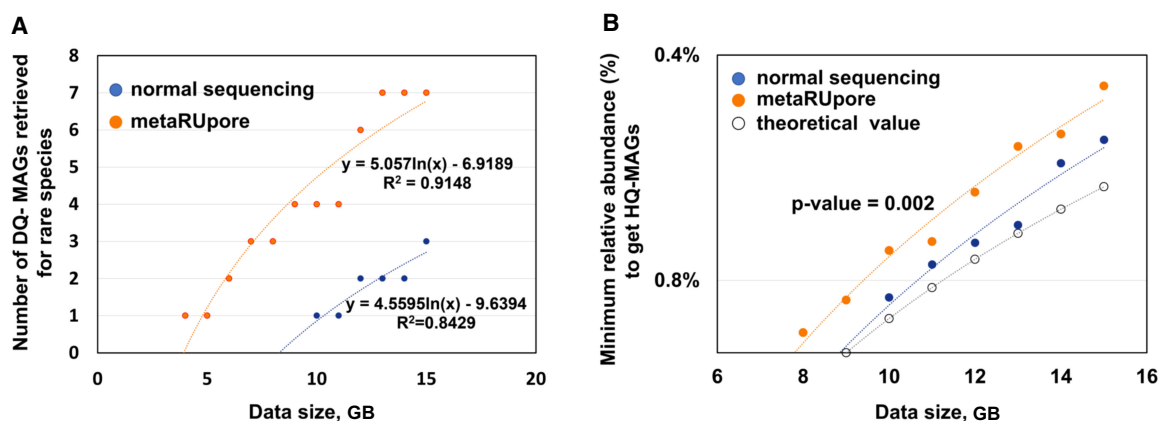 A
Number of DQ- MAGs retrieved
for rare species
8
7
6
5
4
3
2
1
0
normal sequencing
metaRUpore
y = 5.057ln(x) - 6.9189
R² = 0.9148
y = 4.5595ln(x) - 9.6394
R²=0.8429
0
5
10
15
20
Data size, GB
B
Minimum relative abundance (%)
to get HQ-MAGs
0.4%
0.8%
normal sequencing
metaRUpore
theoretical value
p-value = 0.002
6
8
10
12
14
16
Data size, GB